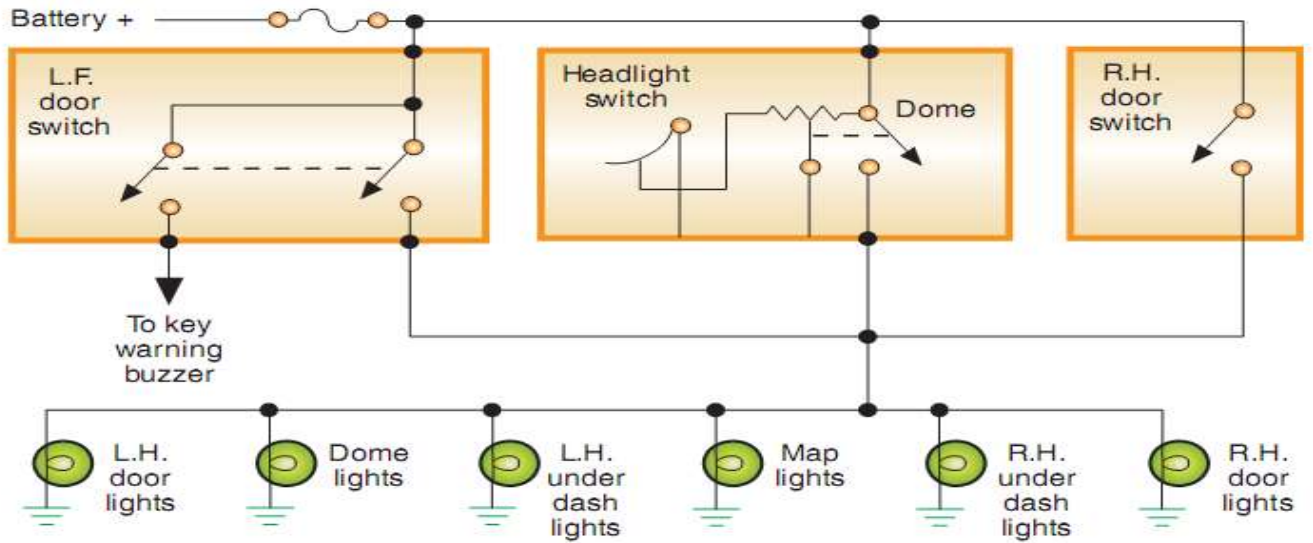 Battery +
L.F.
door
switch
Headlight
switch
Dome
R.H.
door
switch
To key
warning
buzzer
L.H.
door
lights
Dome
lights
L.H.
under
dash
lights
Map
lights
R.H.
under
dash
lights
R.H.
door
lights